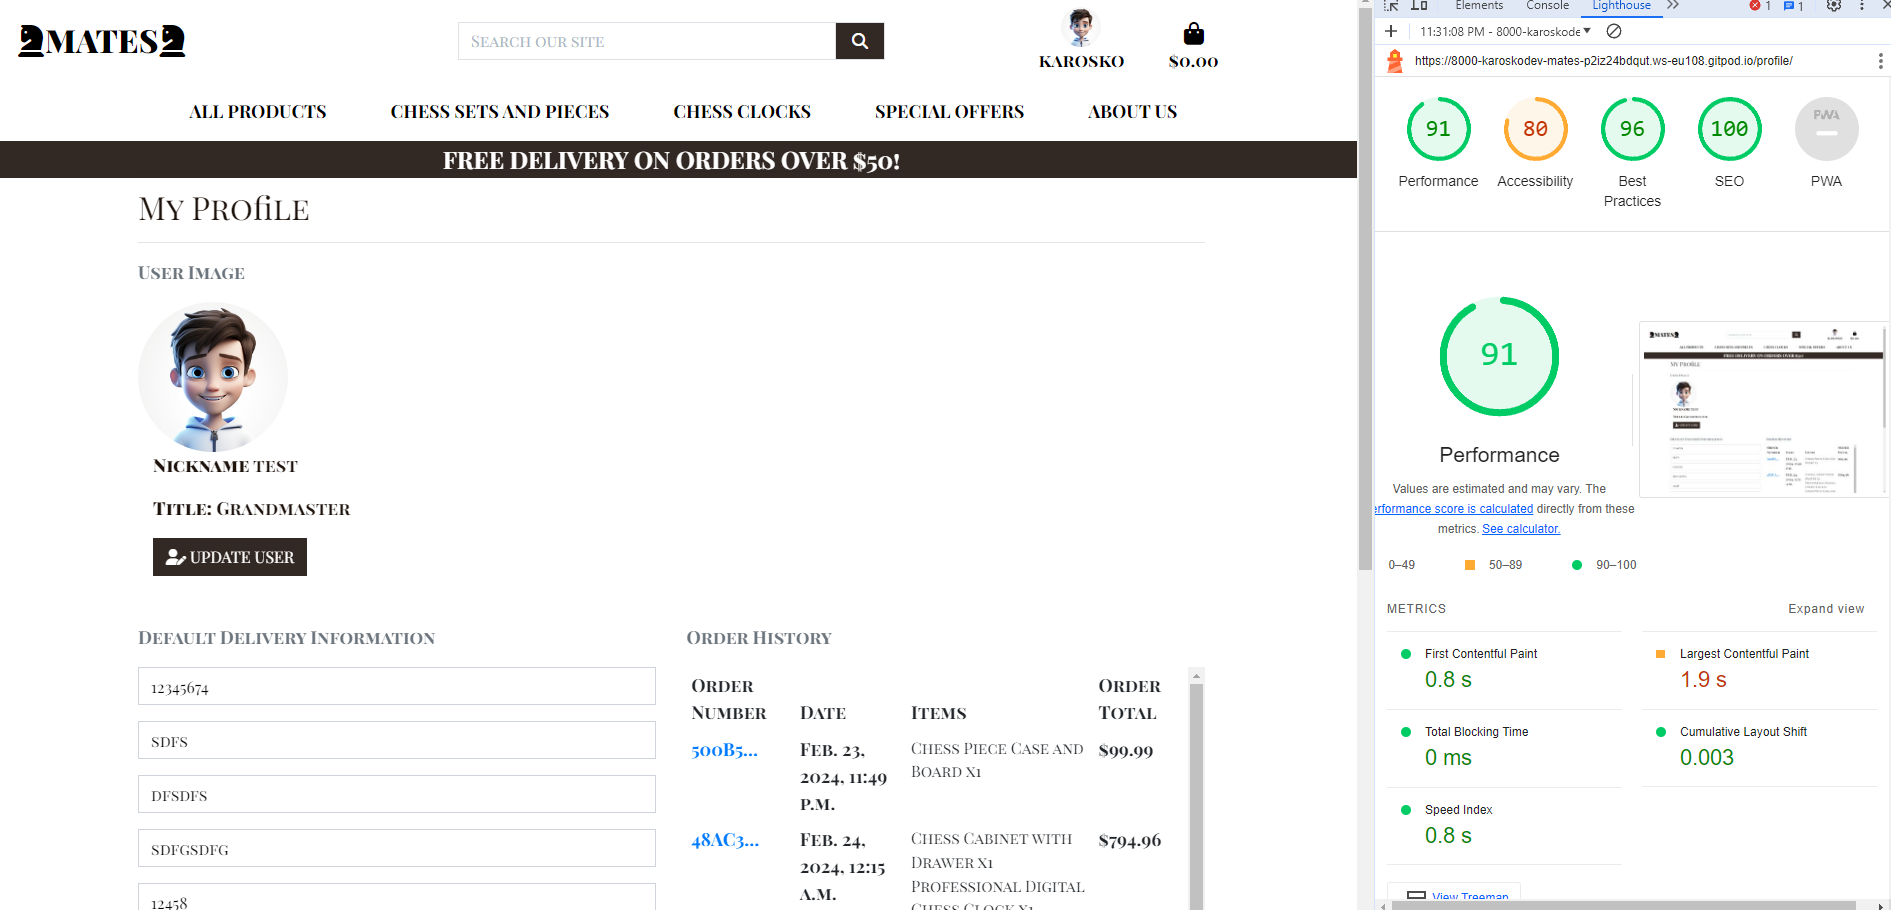 MATES
SEARCH OUR SITE
KAROSKO
$0.00
ALL PRODUCTS
CHESS SETS AND PIECES
CHESS CLOCKS
SPECIAL OFFERS
ABOUT US
FREE DELIVERY ON ORDERS OVER $50!
My Profile
User Image
Nickname test
Title: Grandmaster
UPDATE USER
Default Delivery Information
12345674
sdfs
dfsdfs
sdfgsdfg
12458
Order History
Order Number
Date
Items
Order Total
500B5...
Feb. 23, 2024, 11:49 p.m.
Chess Piece Case and Board x1
$99.99
48AC3...
Feb. 24, 2024, 12:15 a.m.
Chess Cabinet with Drawer x1
Professional Digital Chess Clock x1
$794.96
Elements
Console
Lighthouse
1
1
11:31:08 PM - 8000-karoskode
https://8000-karoskodev-mates-p2iz24bdqut.ws-eu108.gitpod.io/profile/
91
Performance
80
Accessibility
96
Best Practices
100
SEO
PWA
PWA
91
Performance
Values are estimated and may vary. The
erformance score is calculated directly from these
metrics. See calculator.
0–49
50–89
90–100
METRICS
Expand view
First Contentful Paint
0.8 s
Largest Contentful Paint
1.9 s
Total Blocking Time
0 ms
Cumulative Layout Shift
0.003
Speed Index
0.8 s
View Treemap